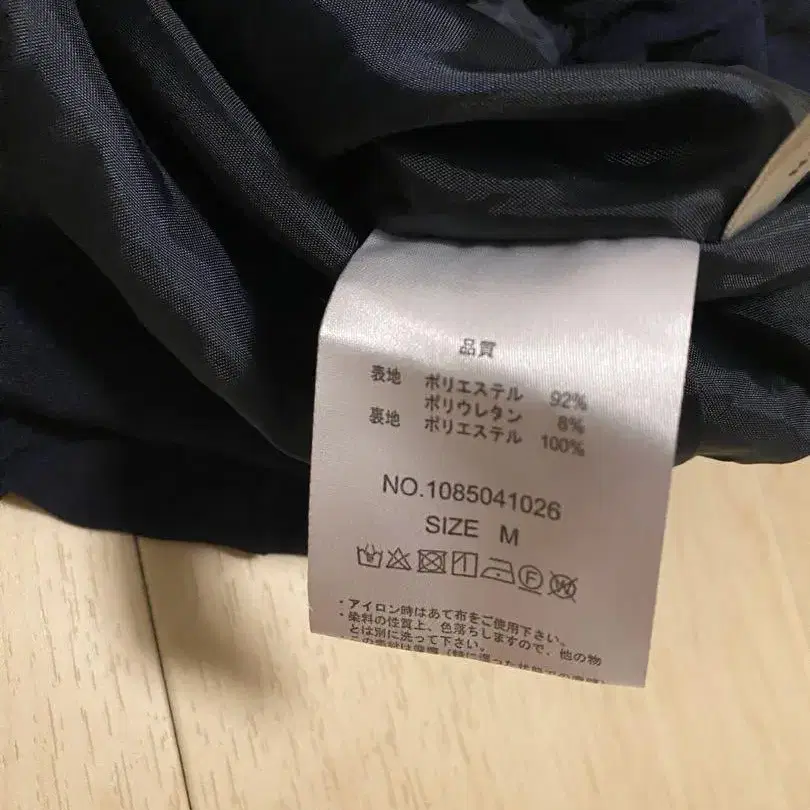 品質
表地 ポリエステル 92%
ポリウレタン 8%
裏地 ポリエステル 100%
NO.1085041026
SIZE M
・アイロン時はあて布をご使用下さい。
・染料の性質上、色落ちしますので、他の物
とは別に洗って下さい。